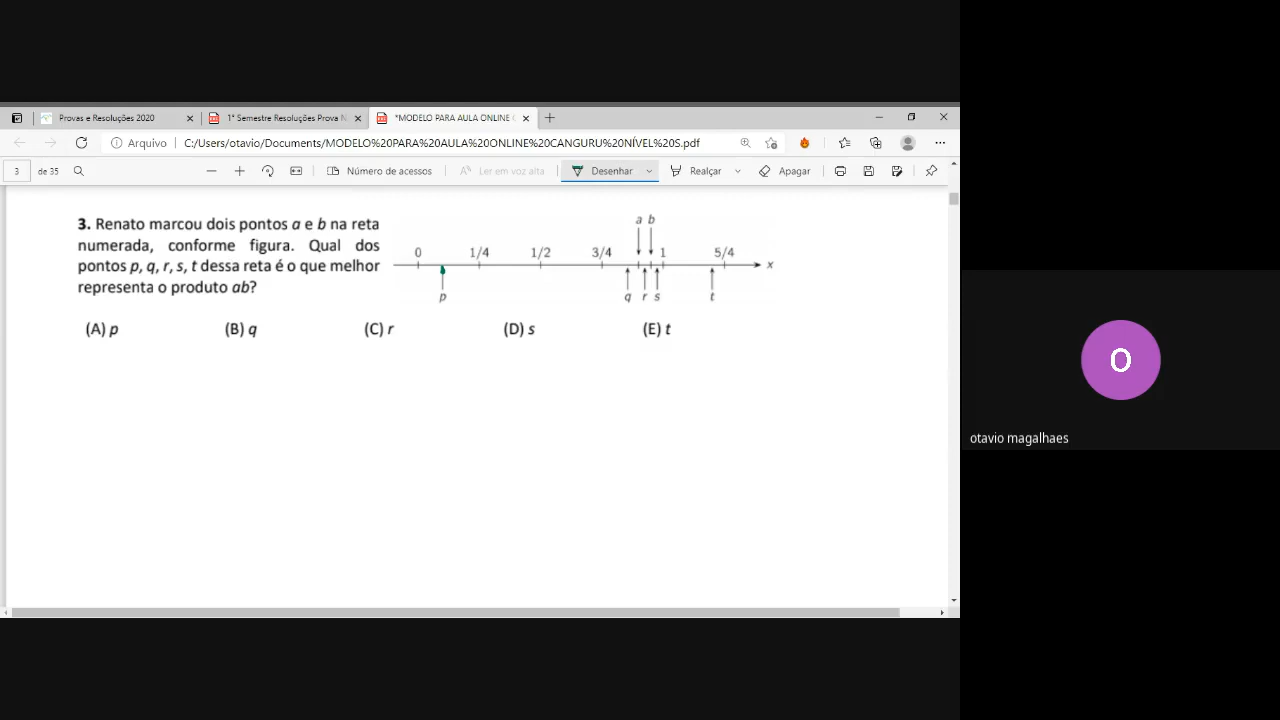 Provas e Resoluções 2020
1ª Semestre Resoluções Prova N
*MODELO PARA AULA ONLINE (
Arquivo
C:/Users/otavio/Documents/MODELO%20PARA%20AULA%20ONLINE%20CANGURU%20NÍVEL%20S.pdf
3 de 35
Número de acessos
Ler em voz alta
Desenhar
Realçar
Apagar
3. Renato marcou dois pontos a e b na reta
numerada, conforme figura. Qual dos
pontos p, q, r, s, t dessa reta é o que melhor
representa o produto ab?
a b
0 1/4 1/2 3/4 1 5/4
x
p q r s t
(A) p (B) q (C) r (D) s (E) t
O
otavio magalhaes